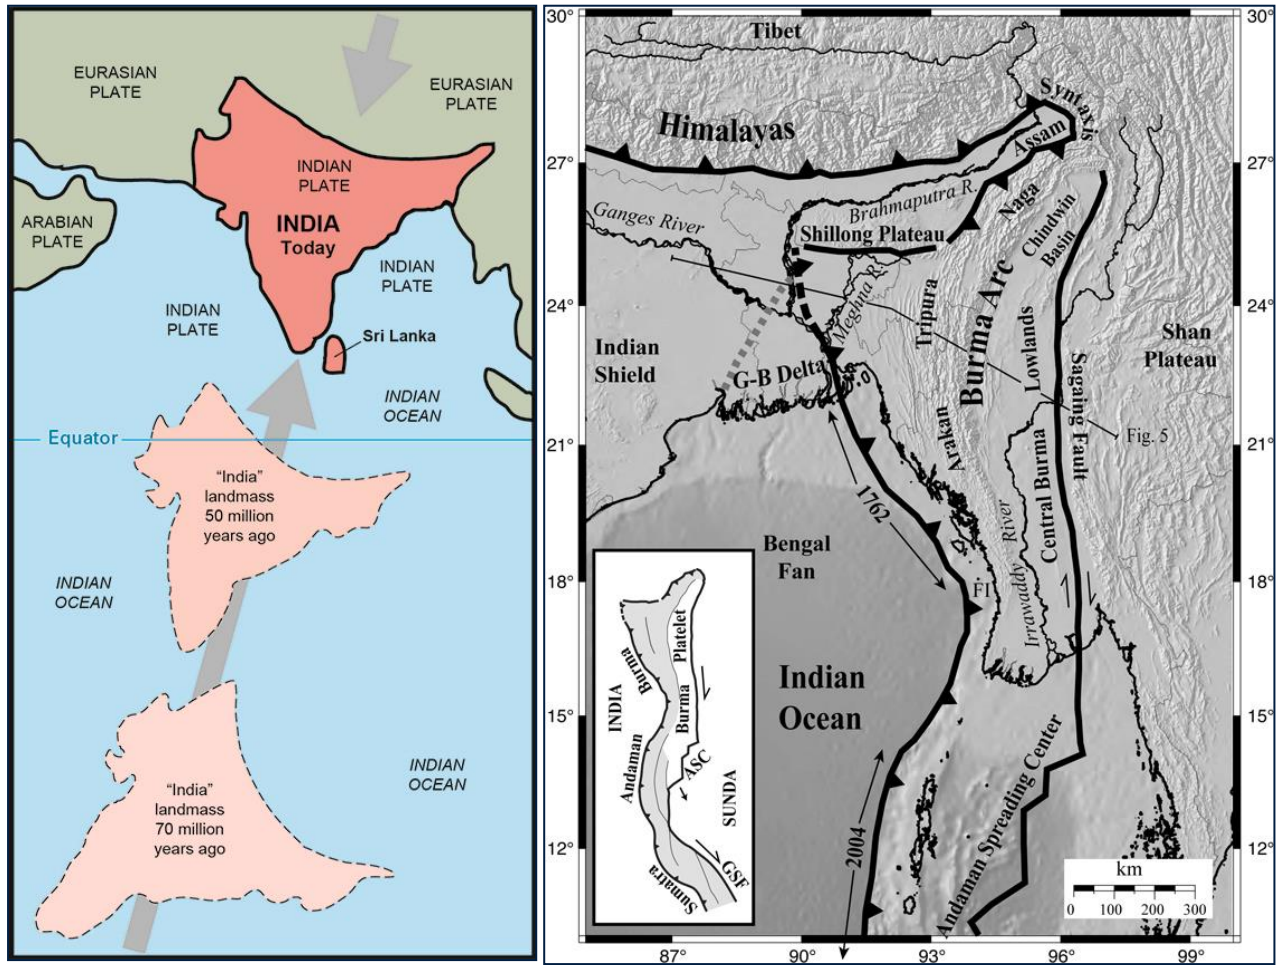 EURASIAN
PLATE
EURASIAN
PLATE
INDIAN
PLATE
ARABIAN
PLATE
INDIA
Today
INDIAN
PLATE
INDIAN
PLATE
Sri Lanka
INDIAN
OCEAN
Equator
“India”
landmass
50 million
years ago
INDIAN
OCEAN
INDIAN
OCEAN
“India”
landmass
70 million
years ago
30°
30°
Tibet
Syntaxis
Himalayas
Assam
27°
27°
Naga
Brahmaputra R.
Ganges River
Shillong Plateau
Chindwin
Basin
24°
24°
Meghna R.
Tripura
Burma Arc
Lowlands
Shan
Plateau
Indian
Shield
G-B Delta
Sagaing Fault
21°
21°
Arakan
Fig. 5
1762
Central Burma
Irrawaddy River
Bengal
Fan
18°
18°
FI
Indian
Ocean
15°
15°
Burma
Platelet
INDIA
Burma
Andaman
ASC
SUNDA
GSF
Sumatra
2004
Andaman Spreading Center
12°
12°
km
0 100 200 300
87° 90° 93° 96° 99°